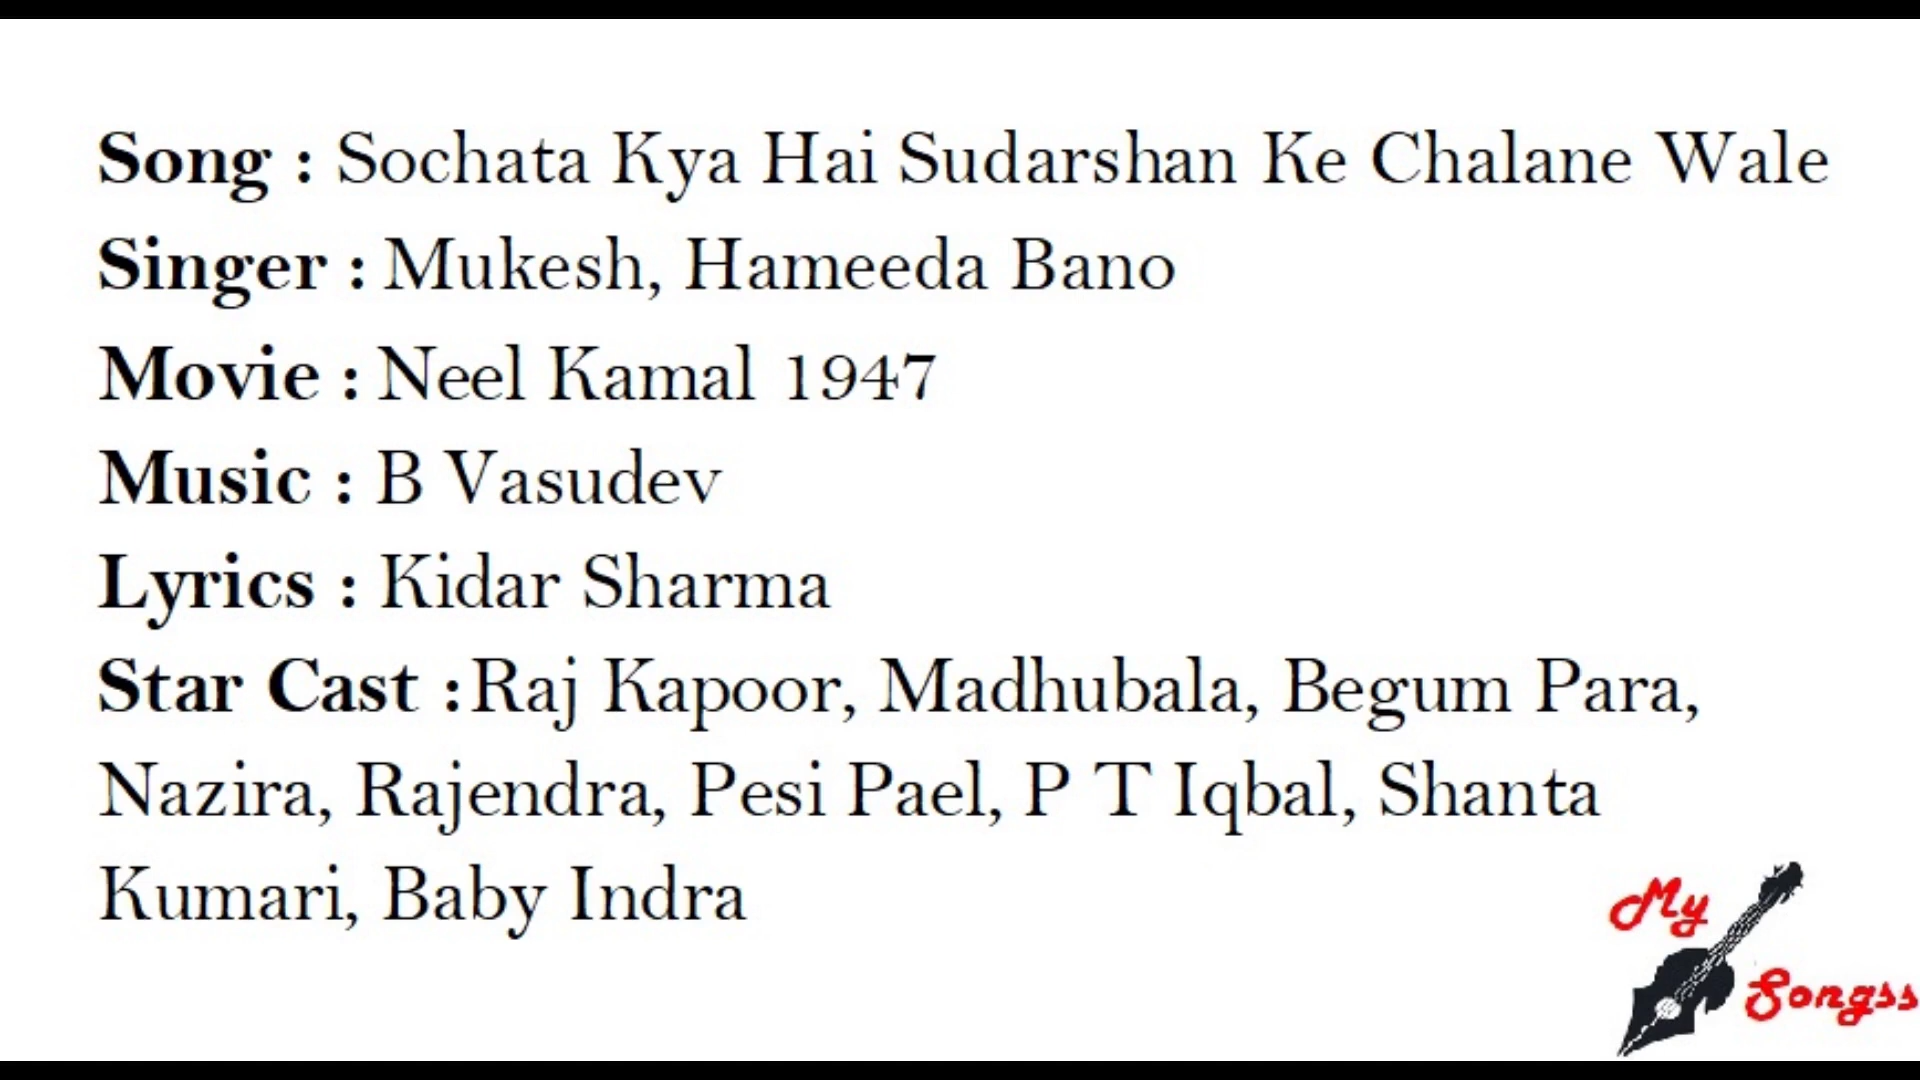 Song : Sochata Kya Hai Sudarshan Ke Chalane Wale
Singer : Mukesh, Hameeda Bano
Movie : Neel Kamal 1947
Music : B Vasudev
Lyrics : Kidar Sharma
Star Cast :Raj Kapoor, Madhubala, Begum Para,
Nazira, Rajendra, Pesi Pael, P T Iqbal, Shanta
Kumari, Baby Indra
My
Songss